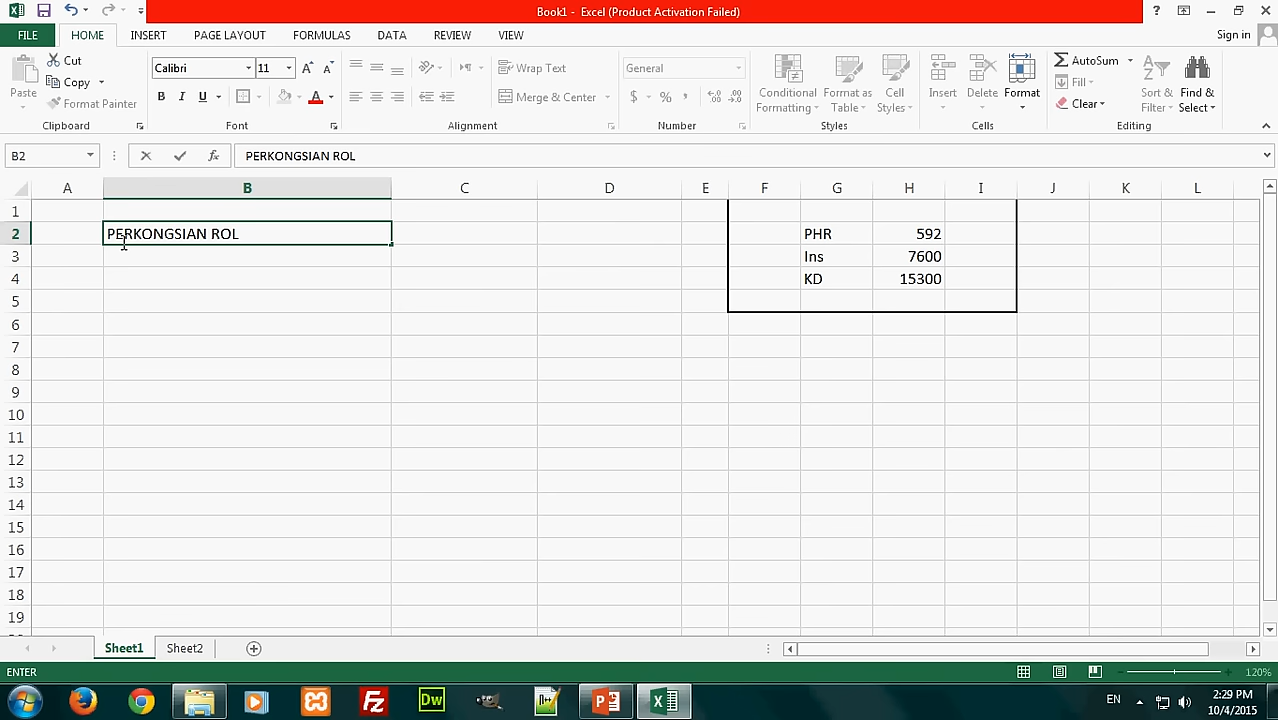 Book1 - Excel (Product Activation Failed)
FILE HOME INSERT PAGE LAYOUT FORMULAS DATA REVIEW VIEW Sign in
Paste Cut Copy Format Painter Clipboard
Calibri 11 A A B I U A Font
Wrap Text Merge & Center Alignment
General $ % , Number
Conditional Formatting Format as Table Cell Styles Styles
Insert Delete Format Cells
AutoSum Fill Clear Sort & Filter Find & Select Editing
B2 fx PERKONGSIAN ROL
A B C D E F G H I J K L
1
2 PERKONGSIAN ROL PHR 592
3 Ins 7600
4 KD 15300
5
6
7
8
9
10
11
12
13
14
15
16
17
18
19
Sheet1 Sheet2
ENTER 120%
Dw EN 2:29 PM
10/4/2015